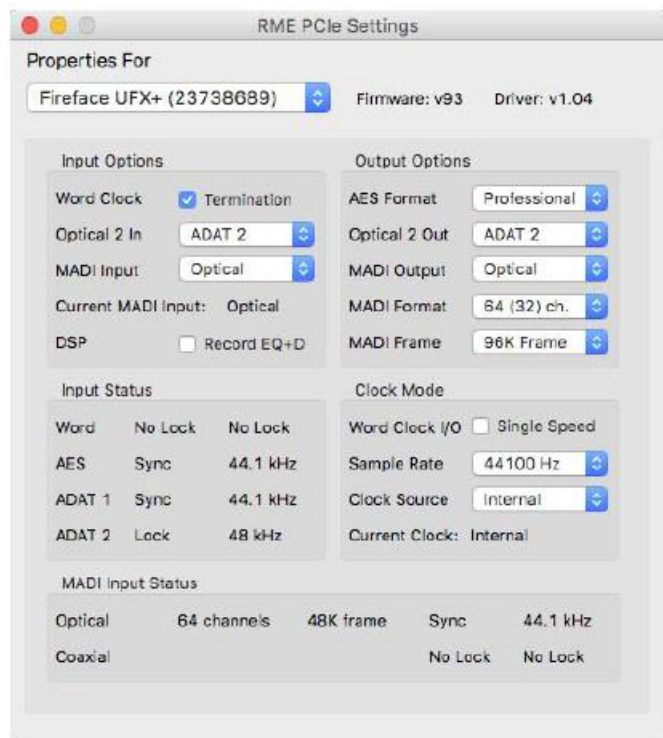 RME PCIe Settings
Properties For
Fireface UFX+ (23738689) Firmware: v93 Driver: v1.04
Input Options
Word Clock Termination
Optical 2 In ADAT 2
MADI Input Optical
Current MADI Input: Optical
DSP Record EQ+D
Output Options
AES Format Professional
Optical 2 Out ADAT 2
MADI Output Optical
MADI Format 64 (32) ch.
MADI Frame 96K Frame
Input Status
Word No Lock No Lock
AES Sync 44.1 kHz
ADAT 1 Sync 44.1 kHz
ADAT 2 Lock 48 kHz
Clock Mode
Word Clock I/O Single Speed
Sample Rate 44100 Hz
Clock Source Internal
Current Clock: Internal
MADI Input Status
Optical 64 channels 48K frame Sync 44.1 kHz
Coaxial No Lock No Lock